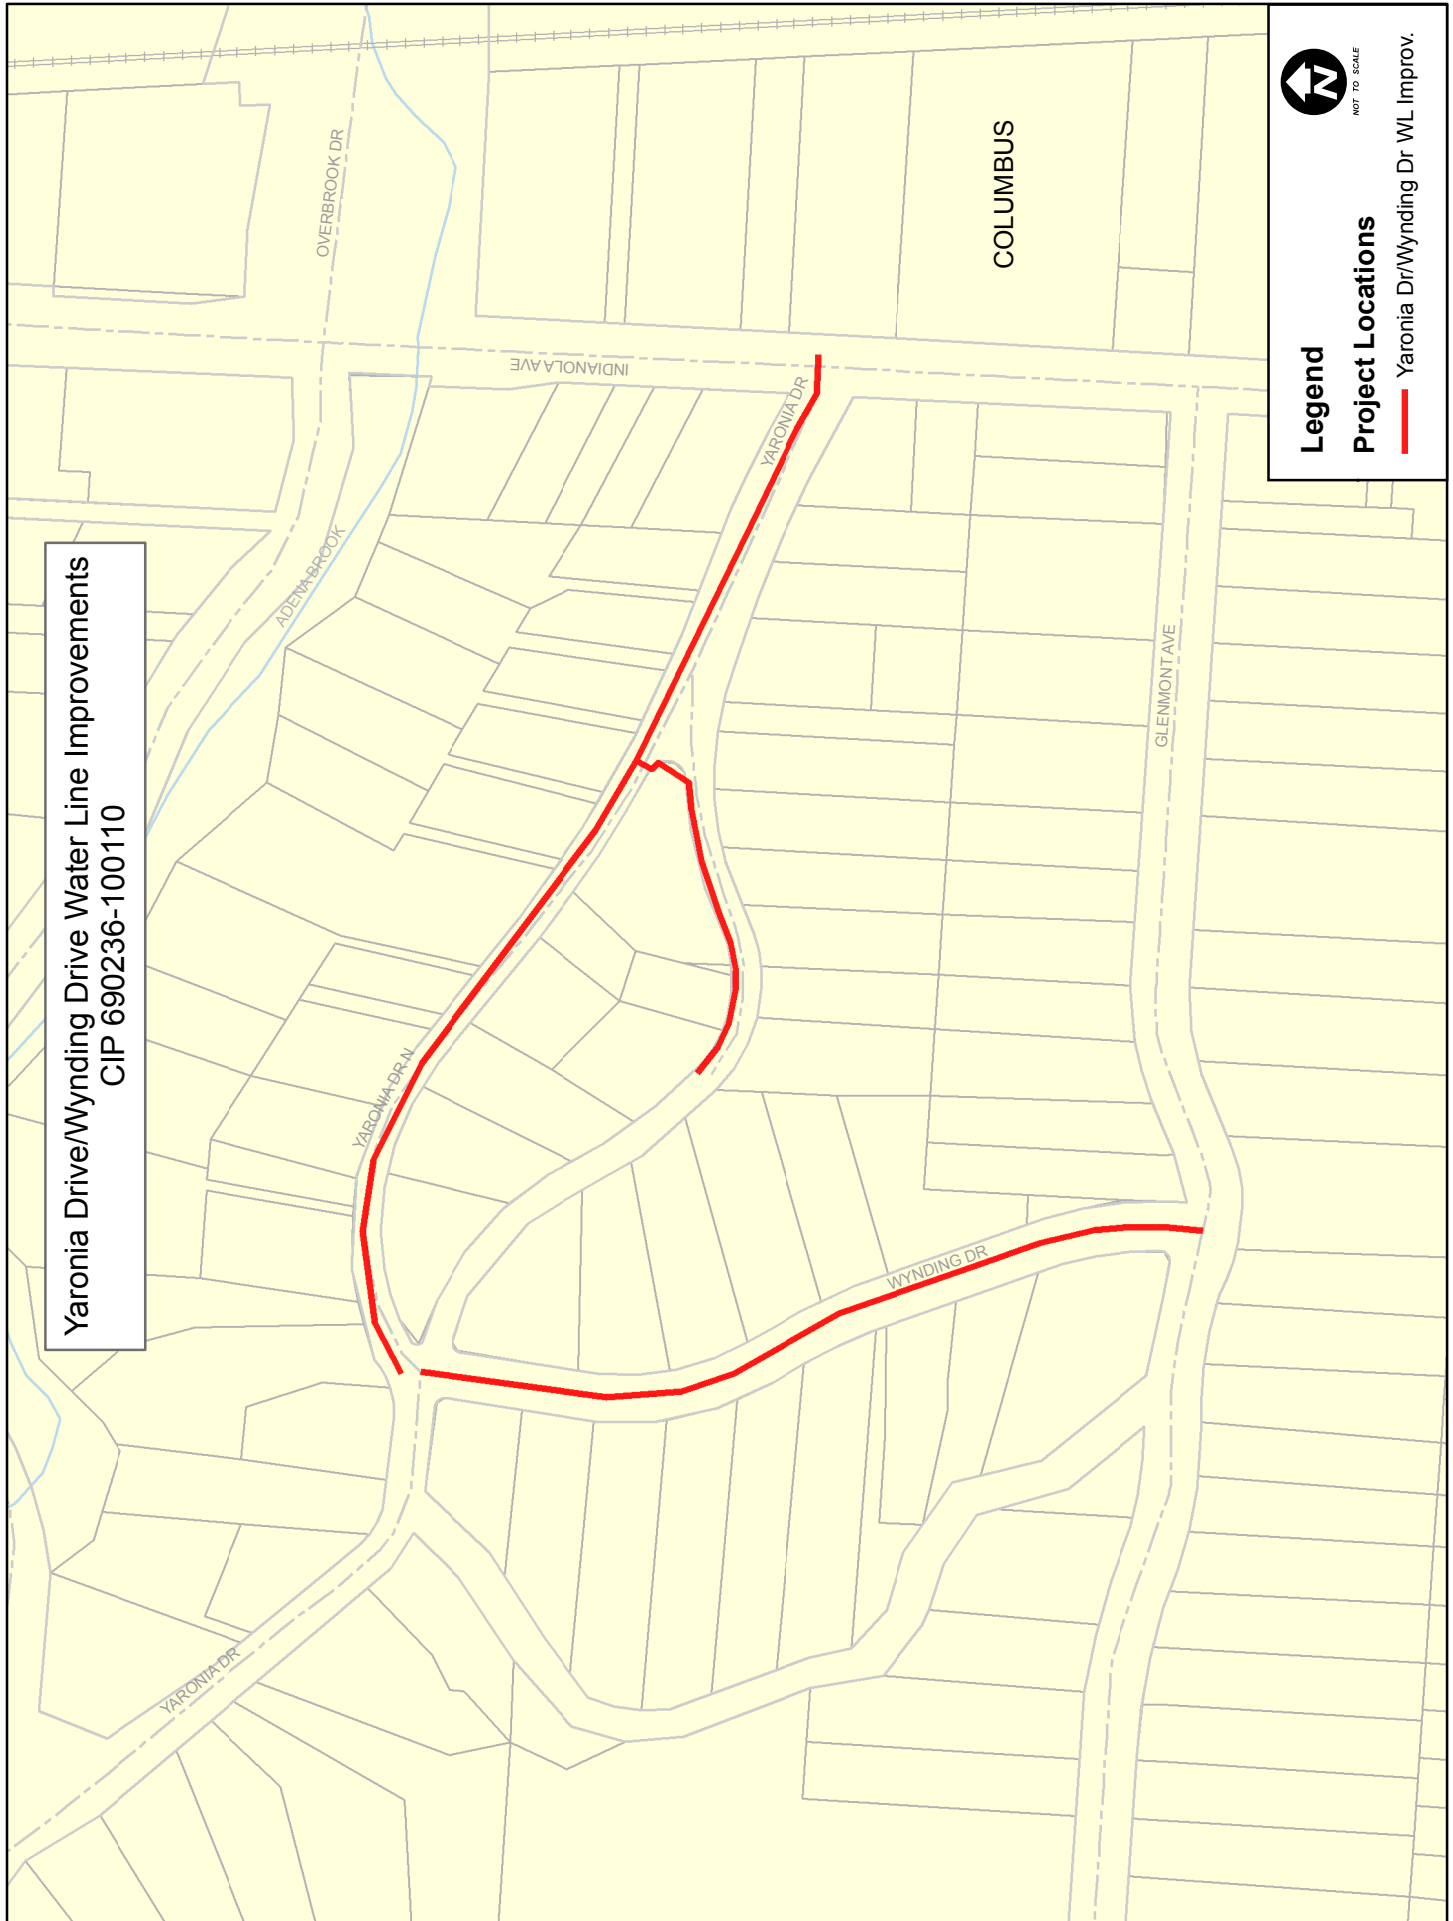 Yaronia Drive/Wynding Drive Water Line Improvements
CIP 690236-100110
OVERBROOK DR
INDIANOLA AVE
COLUMBUS
YARONIA DR
ADENA BROOK
GLENMONT AVE
YARONIA DR N
WYNDING DR
YARONIA DR
Legend
Project Locations
Yaronia Dr/Wynding Dr WL Improv.
N
NOT TO SCALE